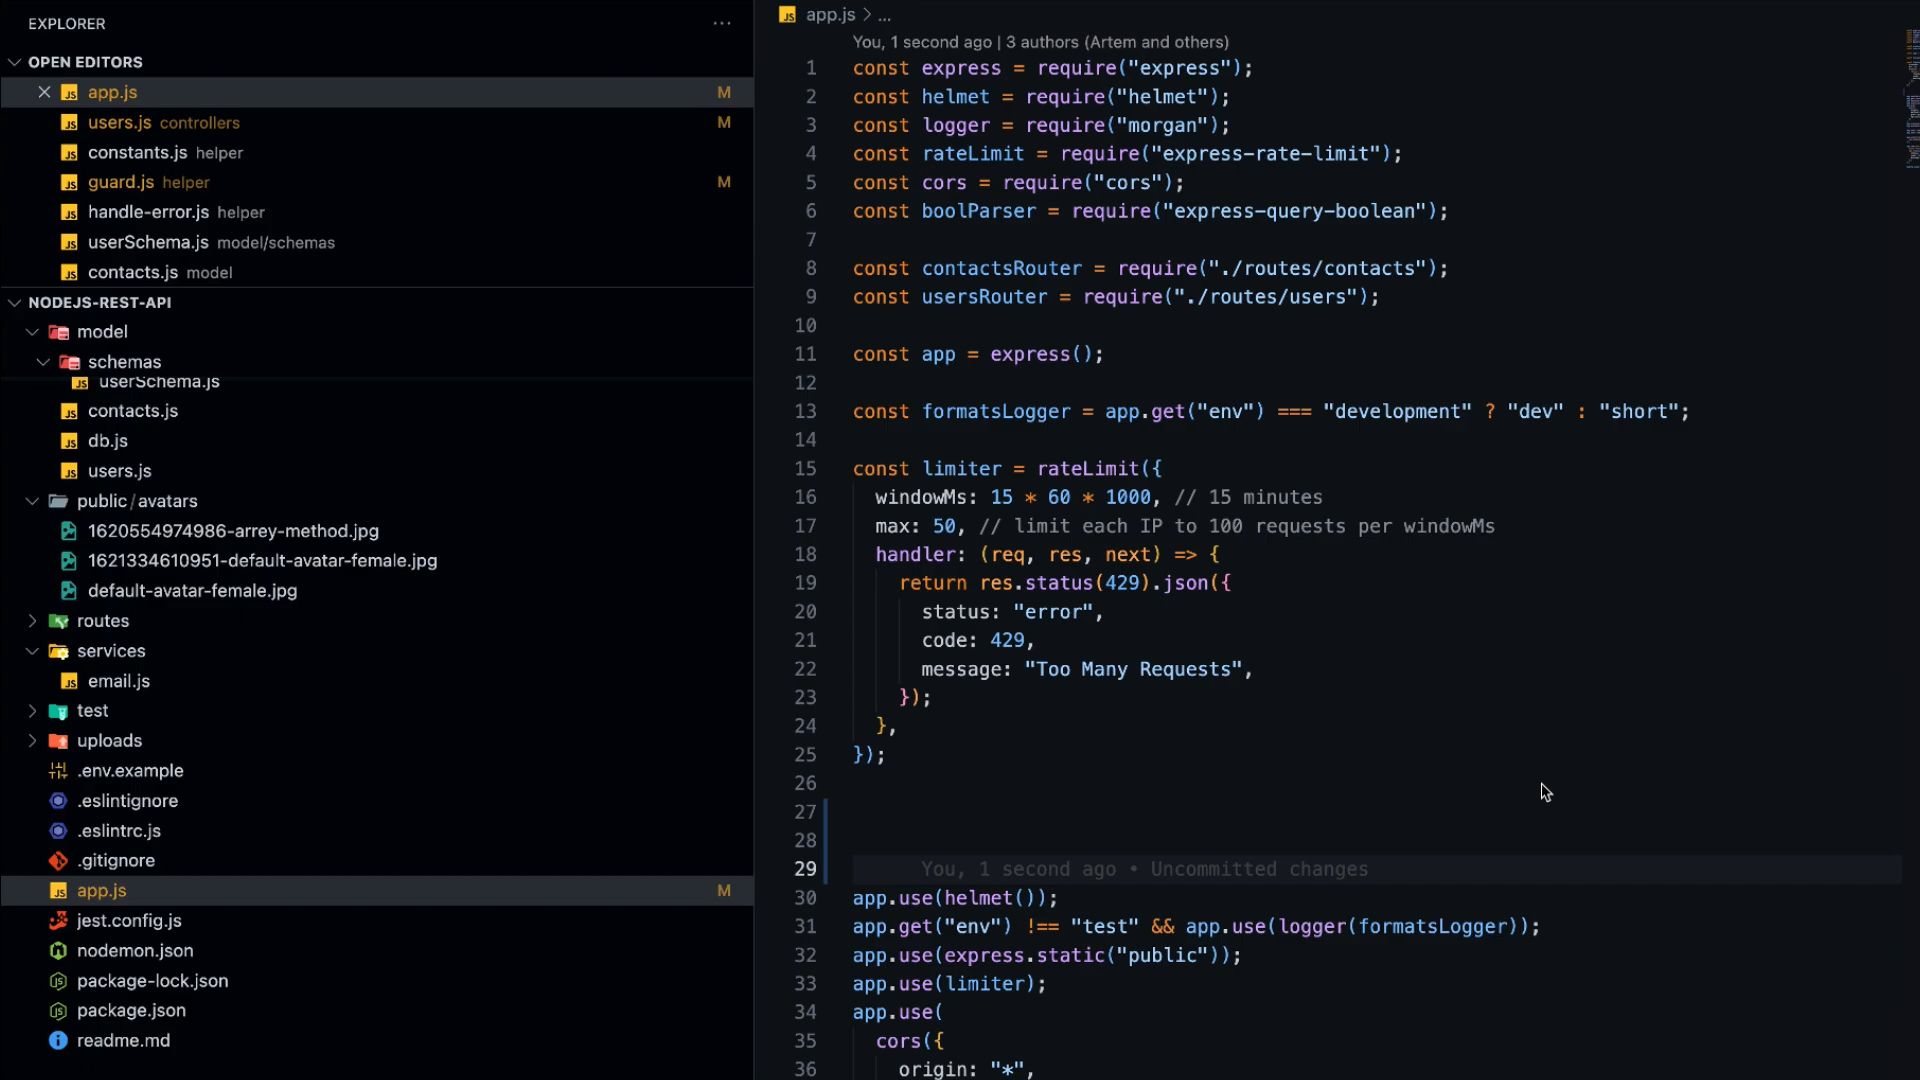 EXPLORER
OPEN EDITORS
app.js M
users.js controllers M
constants.js helper
guard.js helper M
handle-error.js helper
userSchema.js model/schemas
contacts.js model
NODEJS-REST-API
model
schemas
userSchema.js
contacts.js
db.js
users.js
public/avatars
1620554974986-arrey-method.jpg
1621334610951-default-avatar-female.jpg
default-avatar-female.jpg
routes
services
email.js
test
uploads
.env.example
.eslintignore
.eslintrc.js
.gitignore
app.js M
jest.config.js
nodemon.json
package-lock.json
package.json
readme.md
app.js > ...
You, 1 second ago | 3 authors (Artem and others)
1 const express = require("express");
2 const helmet = require("helmet");
3 const logger = require("morgan");
4 const rateLimit = require("express-rate-limit");
5 const cors = require("cors");
6 const boolParser = require("express-query-boolean");
7
8 const contactsRouter = require("./routes/contacts");
9 const usersRouter = require("./routes/users");
10
11 const app = express();
12
13 const formatsLogger = app.get("env") === "development" ? "dev" : "short";
14
15 const limiter = rateLimit({
16 windowMs: 15 * 60 * 1000, // 15 minutes
17 max: 50, // limit each IP to 100 requests per windowMs
18 handler: (req, res, next) => {
19 return res.status(429).json({
20 status: "error",
21 code: 429,
22 message: "Too Many Requests",
23 });
24 },
25 });
26
27
28
29 You, 1 second ago • Uncommitted changes
30 app.use(helmet());
31 app.get("env") !== "test" && app.use(logger(formatsLogger));
32 app.use(express.static("public"));
33 app.use(limiter);
34 app.use(
35 cors({
36 origin: "*",